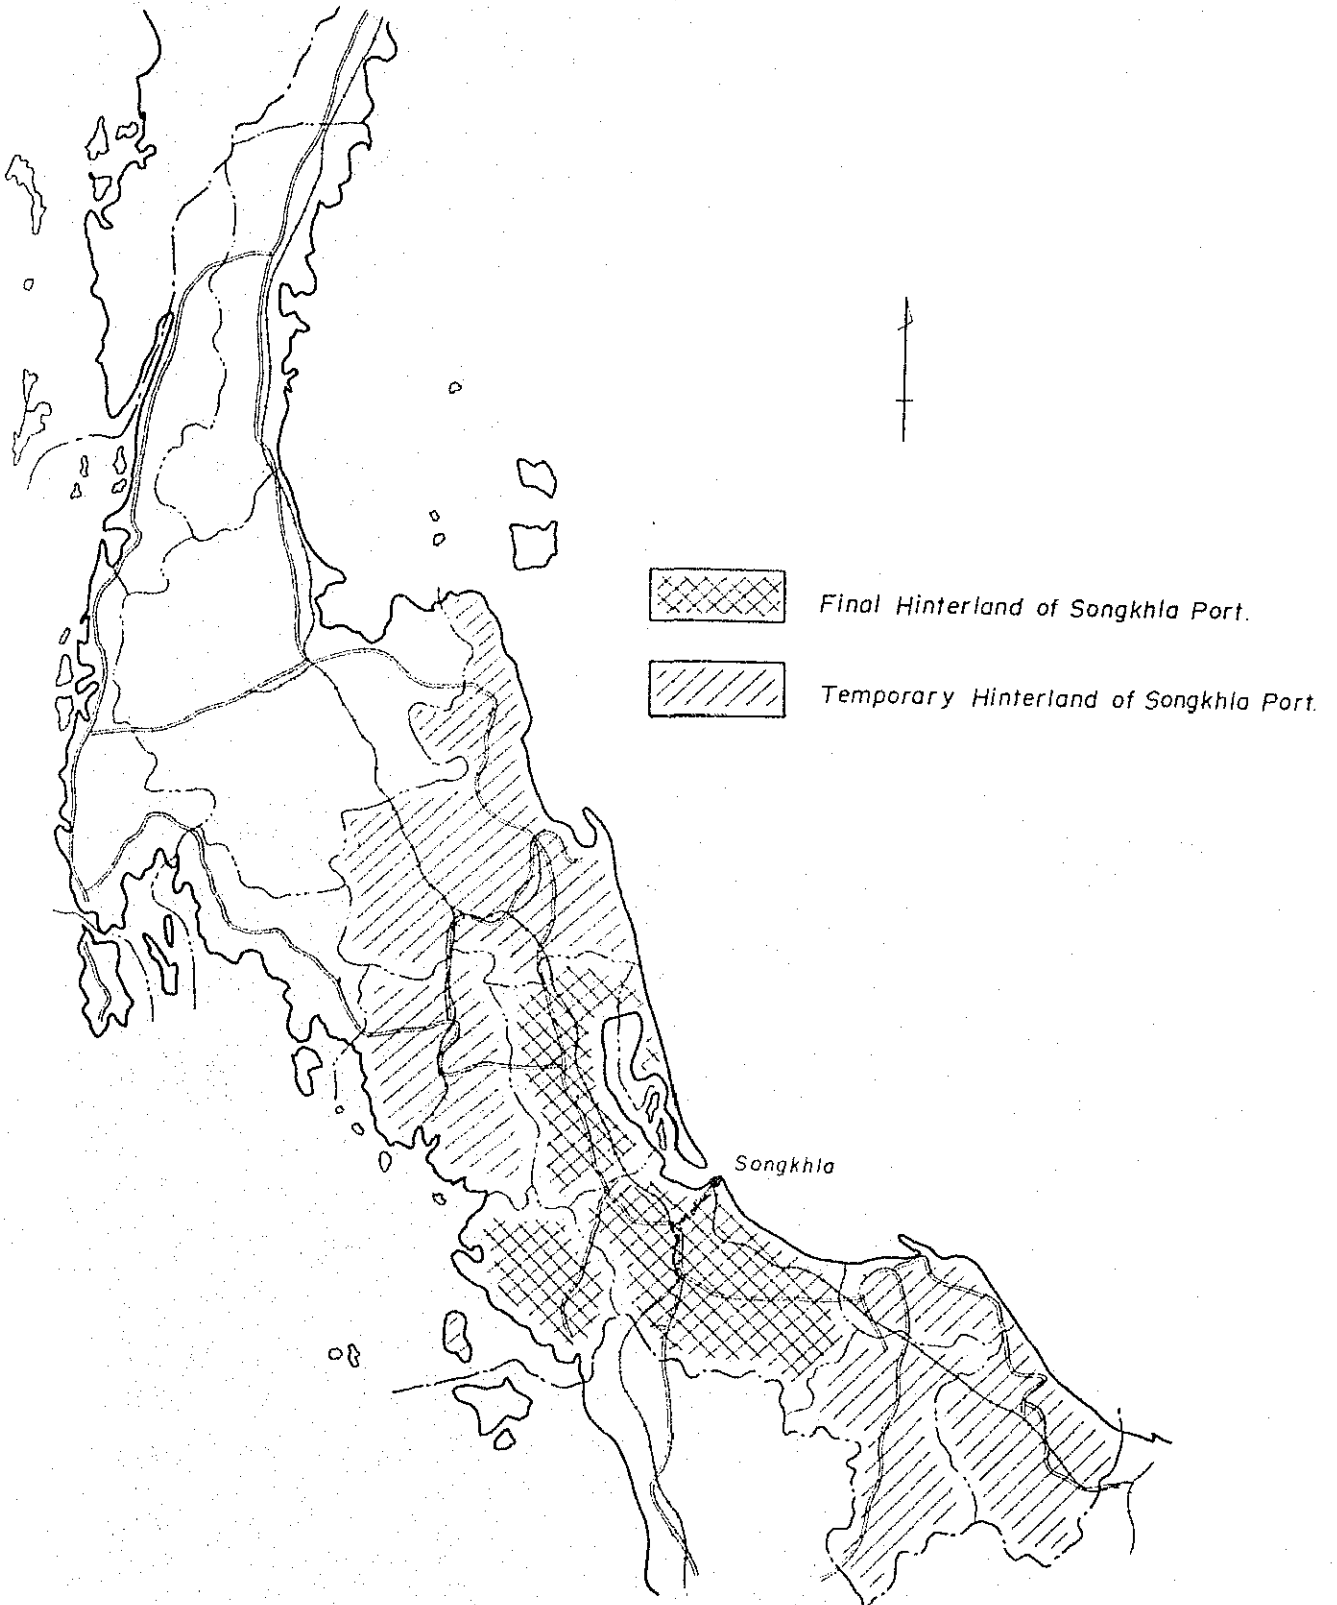 Final Hinterland of Songkhla Port.
Temporary Hinterland of Songkhla Port.
Songkhla